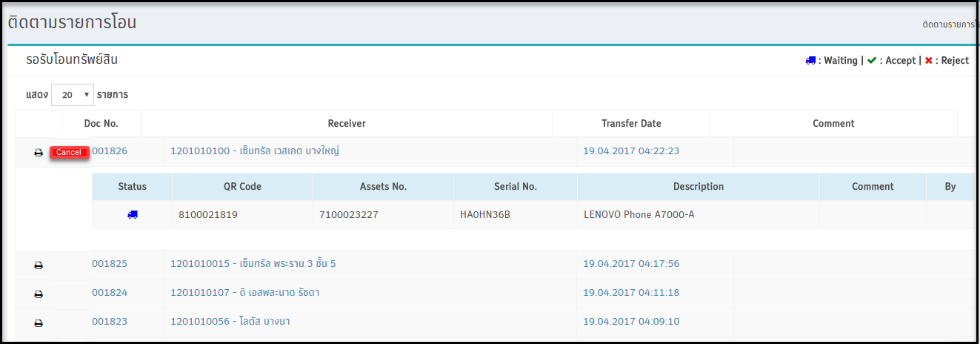 ติดตามรายการโอน
ติดตามรายการโ
รอรับโอนทรัพย์สิน
: Waiting | : Accept | : Reject
แสดง 20 รายการ
Doc No. Receiver Transfer Date Comment
Cancel 001826 1201010100 - เซ็นทรัล เวสเกต บางใหญ่ 19.04.2017 04:22:23
Status QR Code Assets No. Serial No. Description Comment By
8100021819 7100023227 HA0HN36B LENOVO Phone A7000-A
001825 1201010015 - เซ็นทรัล พระราม 3 ชั้น 5 19.04.2017 04:17:56
001824 1201010107 - ดิ เอสพละนาด รัชดา 19.04.2017 04:11:18
001823 1201010056 - โลตัส บางนา 19.04.2017 04:09:10